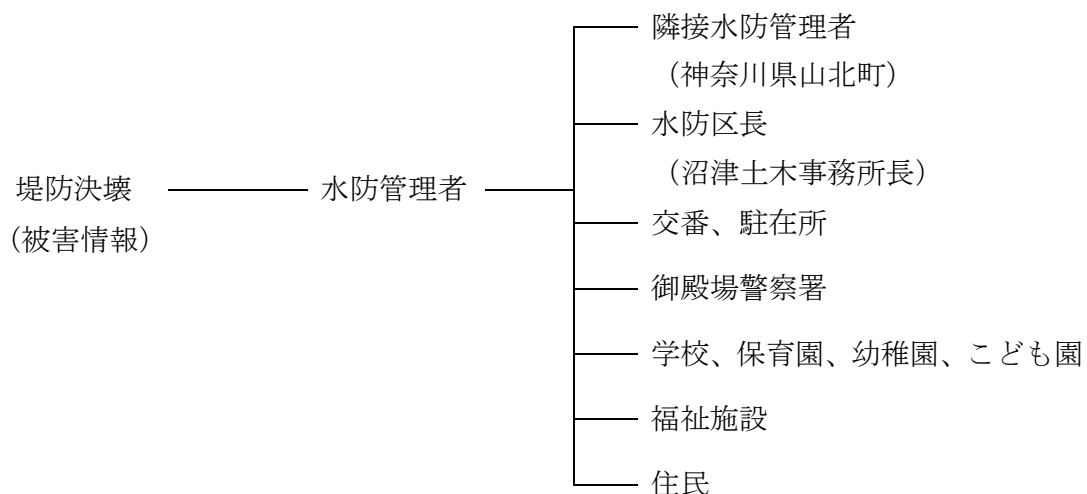 隣接水防管理者
（神奈川県山北町）
水防区長
（沼津土木事務所長）
堤防決壊
（被害情報）
水防管理者
交番、駐在所
御殿場警察署
学校、保育園、幼稚園、こども園
福祉施設
住民